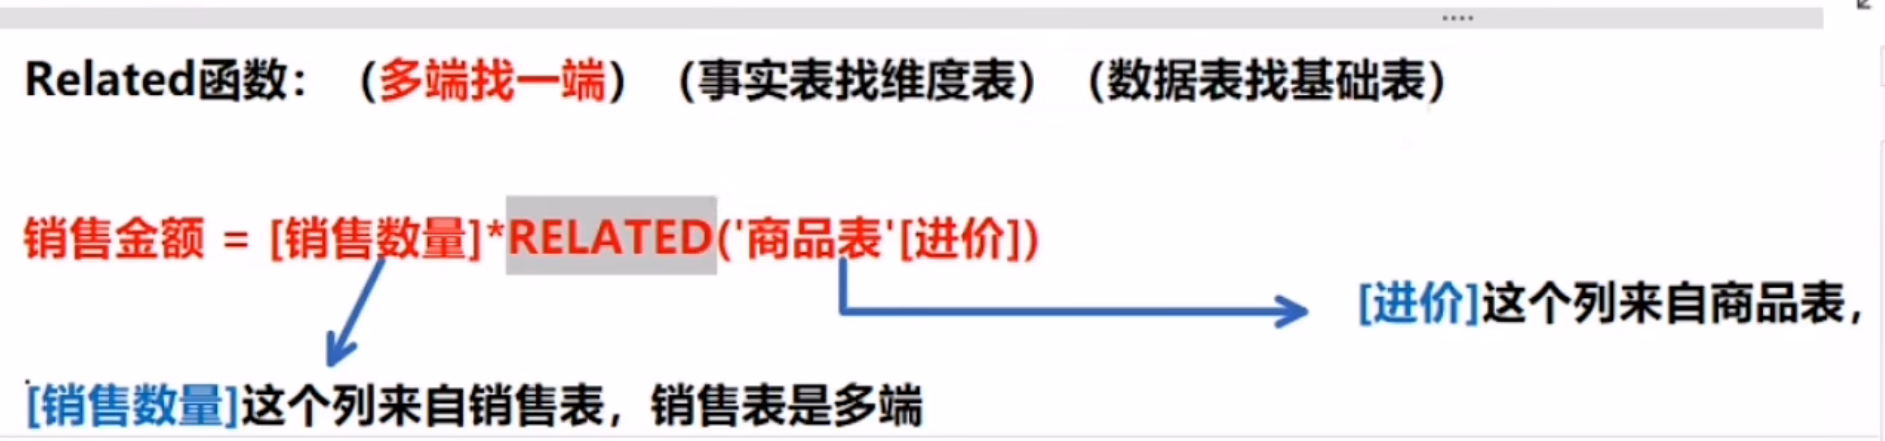 Related函数：（多端找一端）（事实表找维度表）（数据表找基础表）
销售金额 = [销售数量]*RELATED('商品表'[进价])
[进价]这个列来自商品表，
[销售数量]这个列来自销售表，销售表是多端